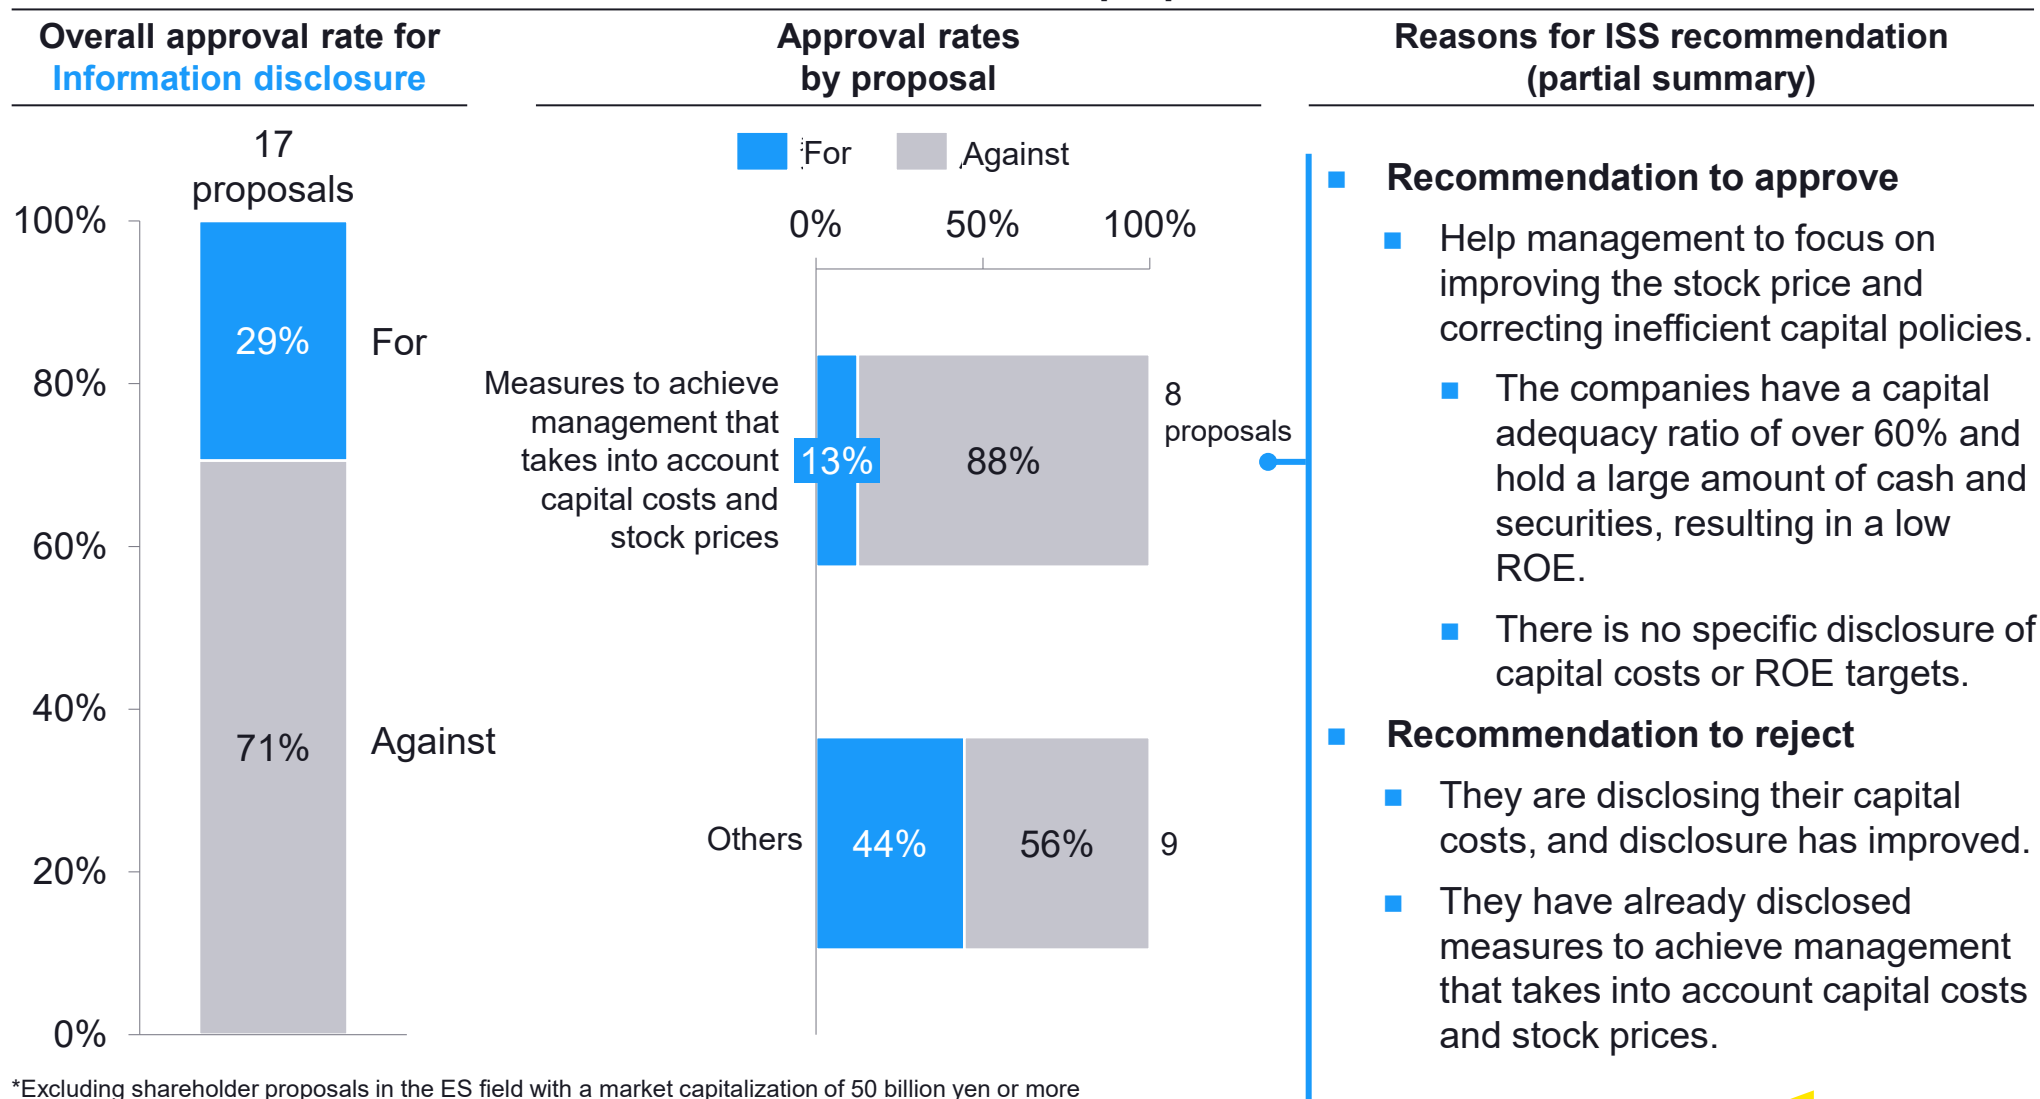 Overall approval rate for
Information disclosure
17
proposals
100%
80%
60%
40%
20%
0%
29%
For
71%
Against
Approval rates
by proposal
For
Against
0%
50%
100%
Measures to achieve
management that
takes into account
capital costs and
stock prices
13%
88%
8
proposals
Others
44%
56%
9
Reasons for ISS recommendation
(partial summary)
Recommendation to approve
Help management to focus on
improving the stock price and
correcting inefficient capital policies.
The companies have a capital
adequacy ratio of over 60% and
hold a large amount of cash and
securities, resulting in a low
ROE.
There is no specific disclosure of
capital costs or ROE targets.
Recommendation to reject
They are disclosing their capital
costs, and disclosure has improved.
They have already disclosed
measures to achieve management
that takes into account capital costs
and stock prices.
*Excluding shareholder proposals in the ES field with a market capitalization of 50 billion yen or more